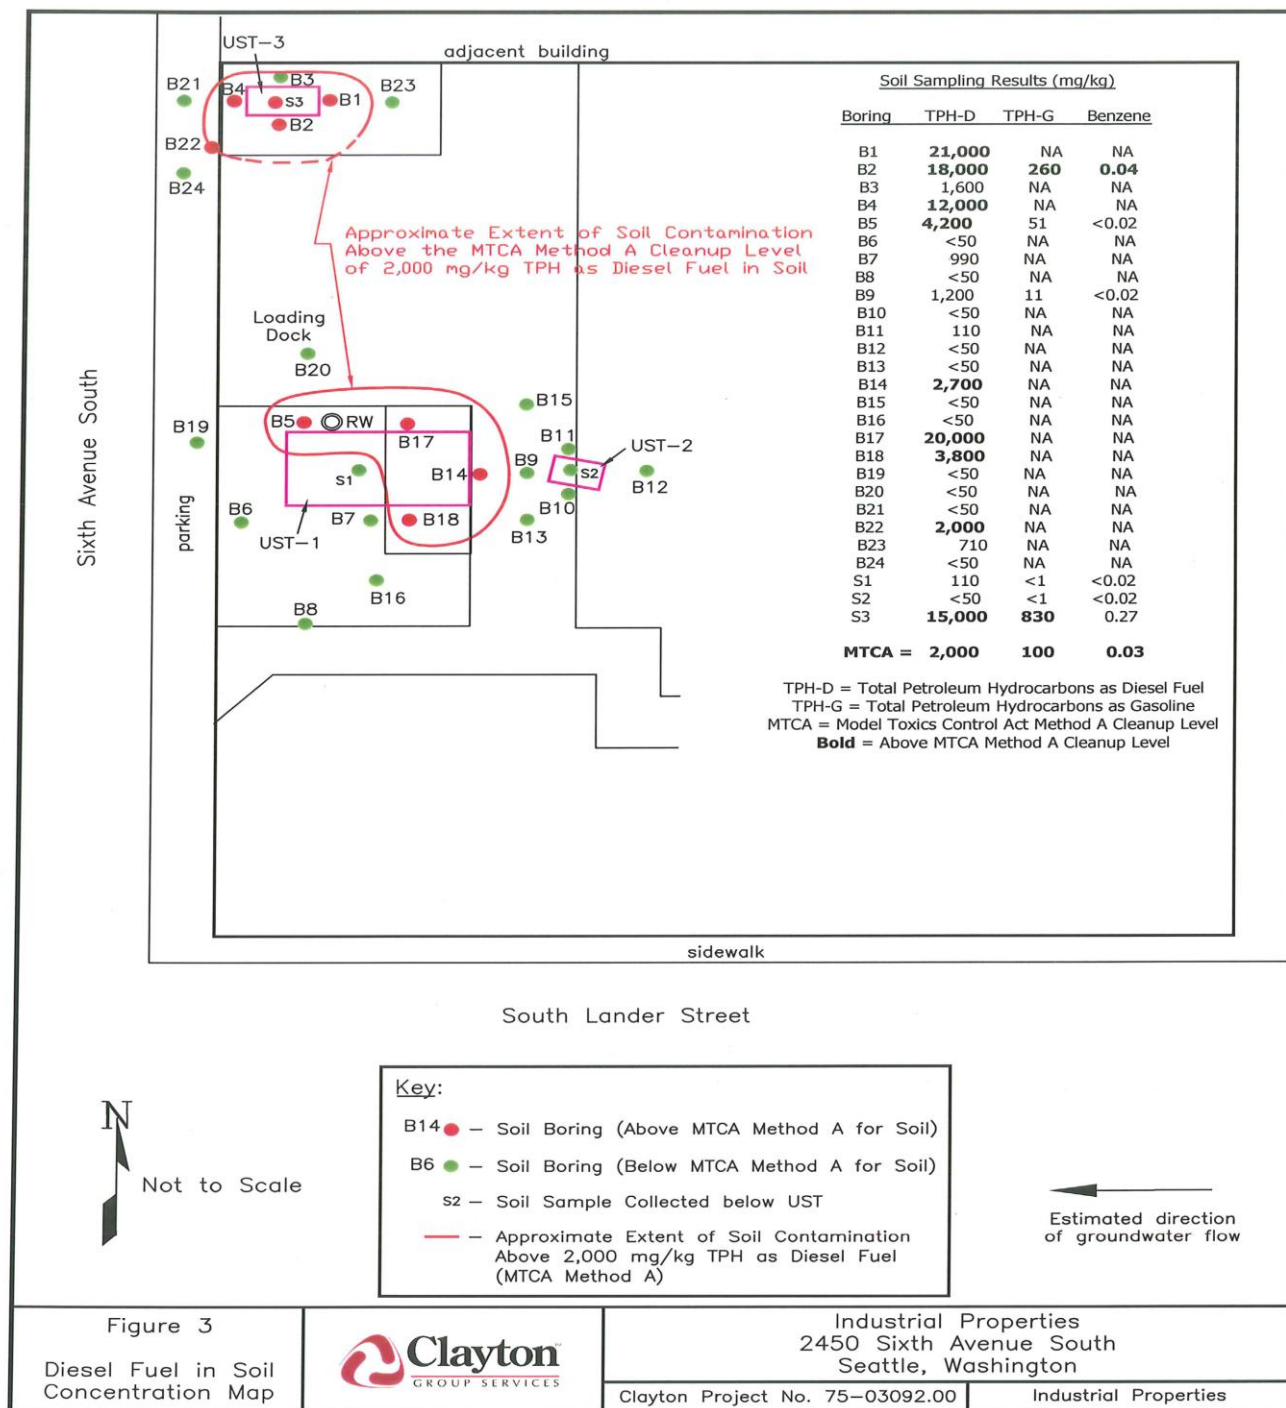 adjacent building
UST-3
B21
B4
B3
S3
B1
B23
B2
B22
B24
Approximate Extent of Soil Contamination
Above the MTCA Method A Cleanup Level
of 2,000 mg/kg TPH as Diesel Fuel in Soil
Loading
Dock
B20
Sixth Avenue South
parking
B19
B5
RW
B17
B15
B11
UST-2
S1
B14
B9
S2
B12
B10
B6
B7
B18
B13
UST-1
B16
B8
Soil Sampling Results (mg/kg)
Boring TPH-D TPH-G Benzene
B1 21,000 NA NA
B2 18,000 260 0.04
B3 1,600 NA NA
B4 12,000 NA NA
B5 4,200 51 <0.02
B6 <50 NA NA
B7 990 NA NA
B8 <50 NA NA
B9 1,200 11 <0.02
B10 <50 NA NA
B11 110 NA NA
B12 <50 NA NA
B13 <50 NA NA
B14 2,700 NA NA
B15 <50 NA NA
B16 <50 NA NA
B17 20,000 NA NA
B18 3,800 NA NA
B19 <50 NA NA
B20 <50 NA NA
B21 <50 NA NA
B22 2,000 NA NA
B23 710 NA NA
B24 <50 NA NA
S1 110 <1 <0.02
S2 <50 <1 <0.02
S3 15,000 830 0.27
MTCA = 2,000 100 0.03
TPH-D = Total Petroleum Hydrocarbons as Diesel Fuel
TPH-G = Total Petroleum Hydrocarbons as Gasoline
MTCA = Model Toxics Control Act Method A Cleanup Level
Bold = Above MTCA Method A Cleanup Level
sidewalk
South Lander Street
N
Not to Scale
Key:
B14 – Soil Boring (Above MTCA Method A for Soil)
B6 – Soil Boring (Below MTCA Method A for Soil)
S2 – Soil Sample Collected below UST
– Approximate Extent of Soil Contamination
Above 2,000 mg/kg TPH as Diesel Fuel
(MTCA Method A)
Estimated direction
of groundwater flow
Figure 3
Diesel Fuel in Soil
Concentration Map
Clayton
GROUP SERVICES
Industrial Properties
2450 Sixth Avenue South
Seattle, Washington
Clayton Project No. 75-03092.00
Industrial Properties